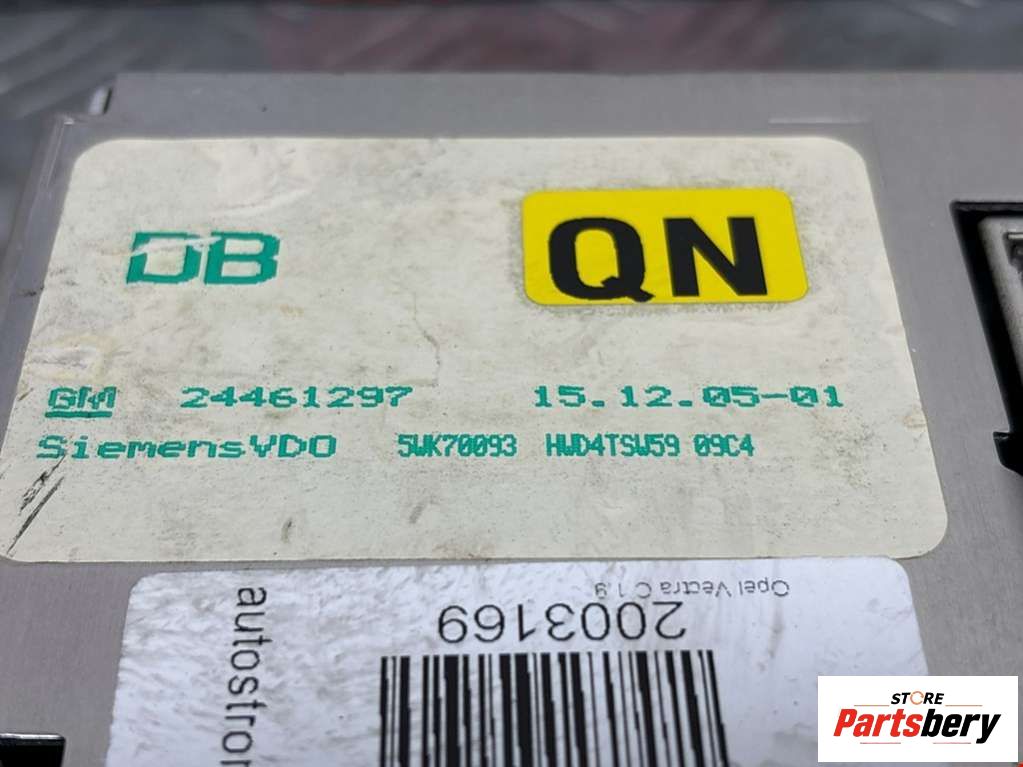 DB
QN
GM 24461297 15.12.05-01
SiemensVDO 5WK70093 HWD4TSW59 09C4
Opel Vectra C 1.9
2003169
autostron
STORE
Partsbery